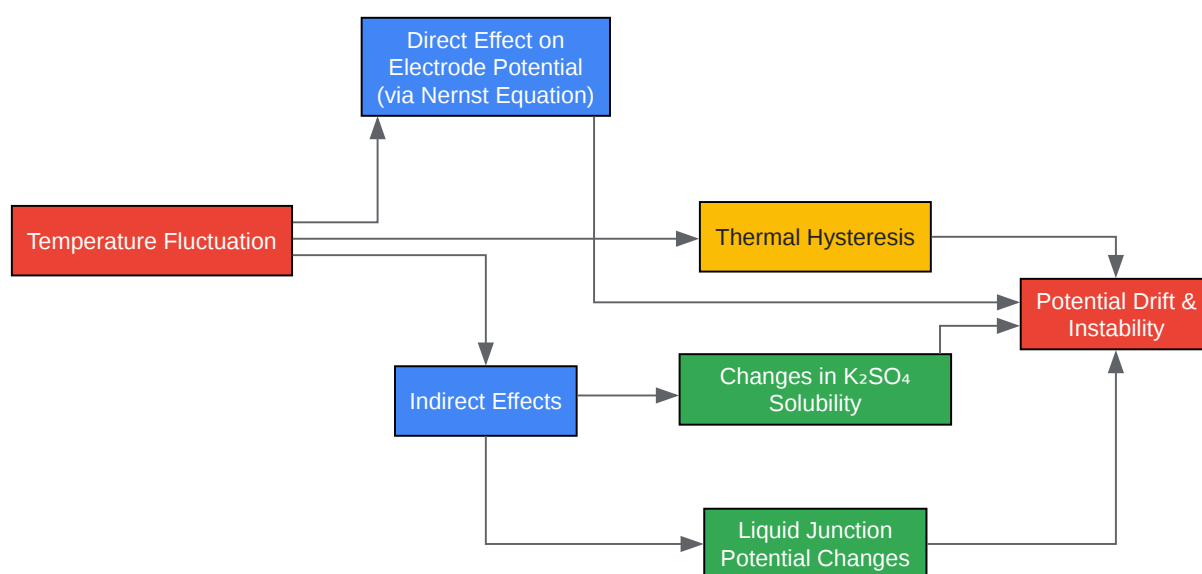 Direct Effect on
Electrode Potential
(via Nernst Equation)
Temperature Fluctuation
Thermal Hysteresis
Potential Drift &
Instability
Indirect Effects
Changes in K₂SO₄
Solubility
Liquid Junction
Potential Changes